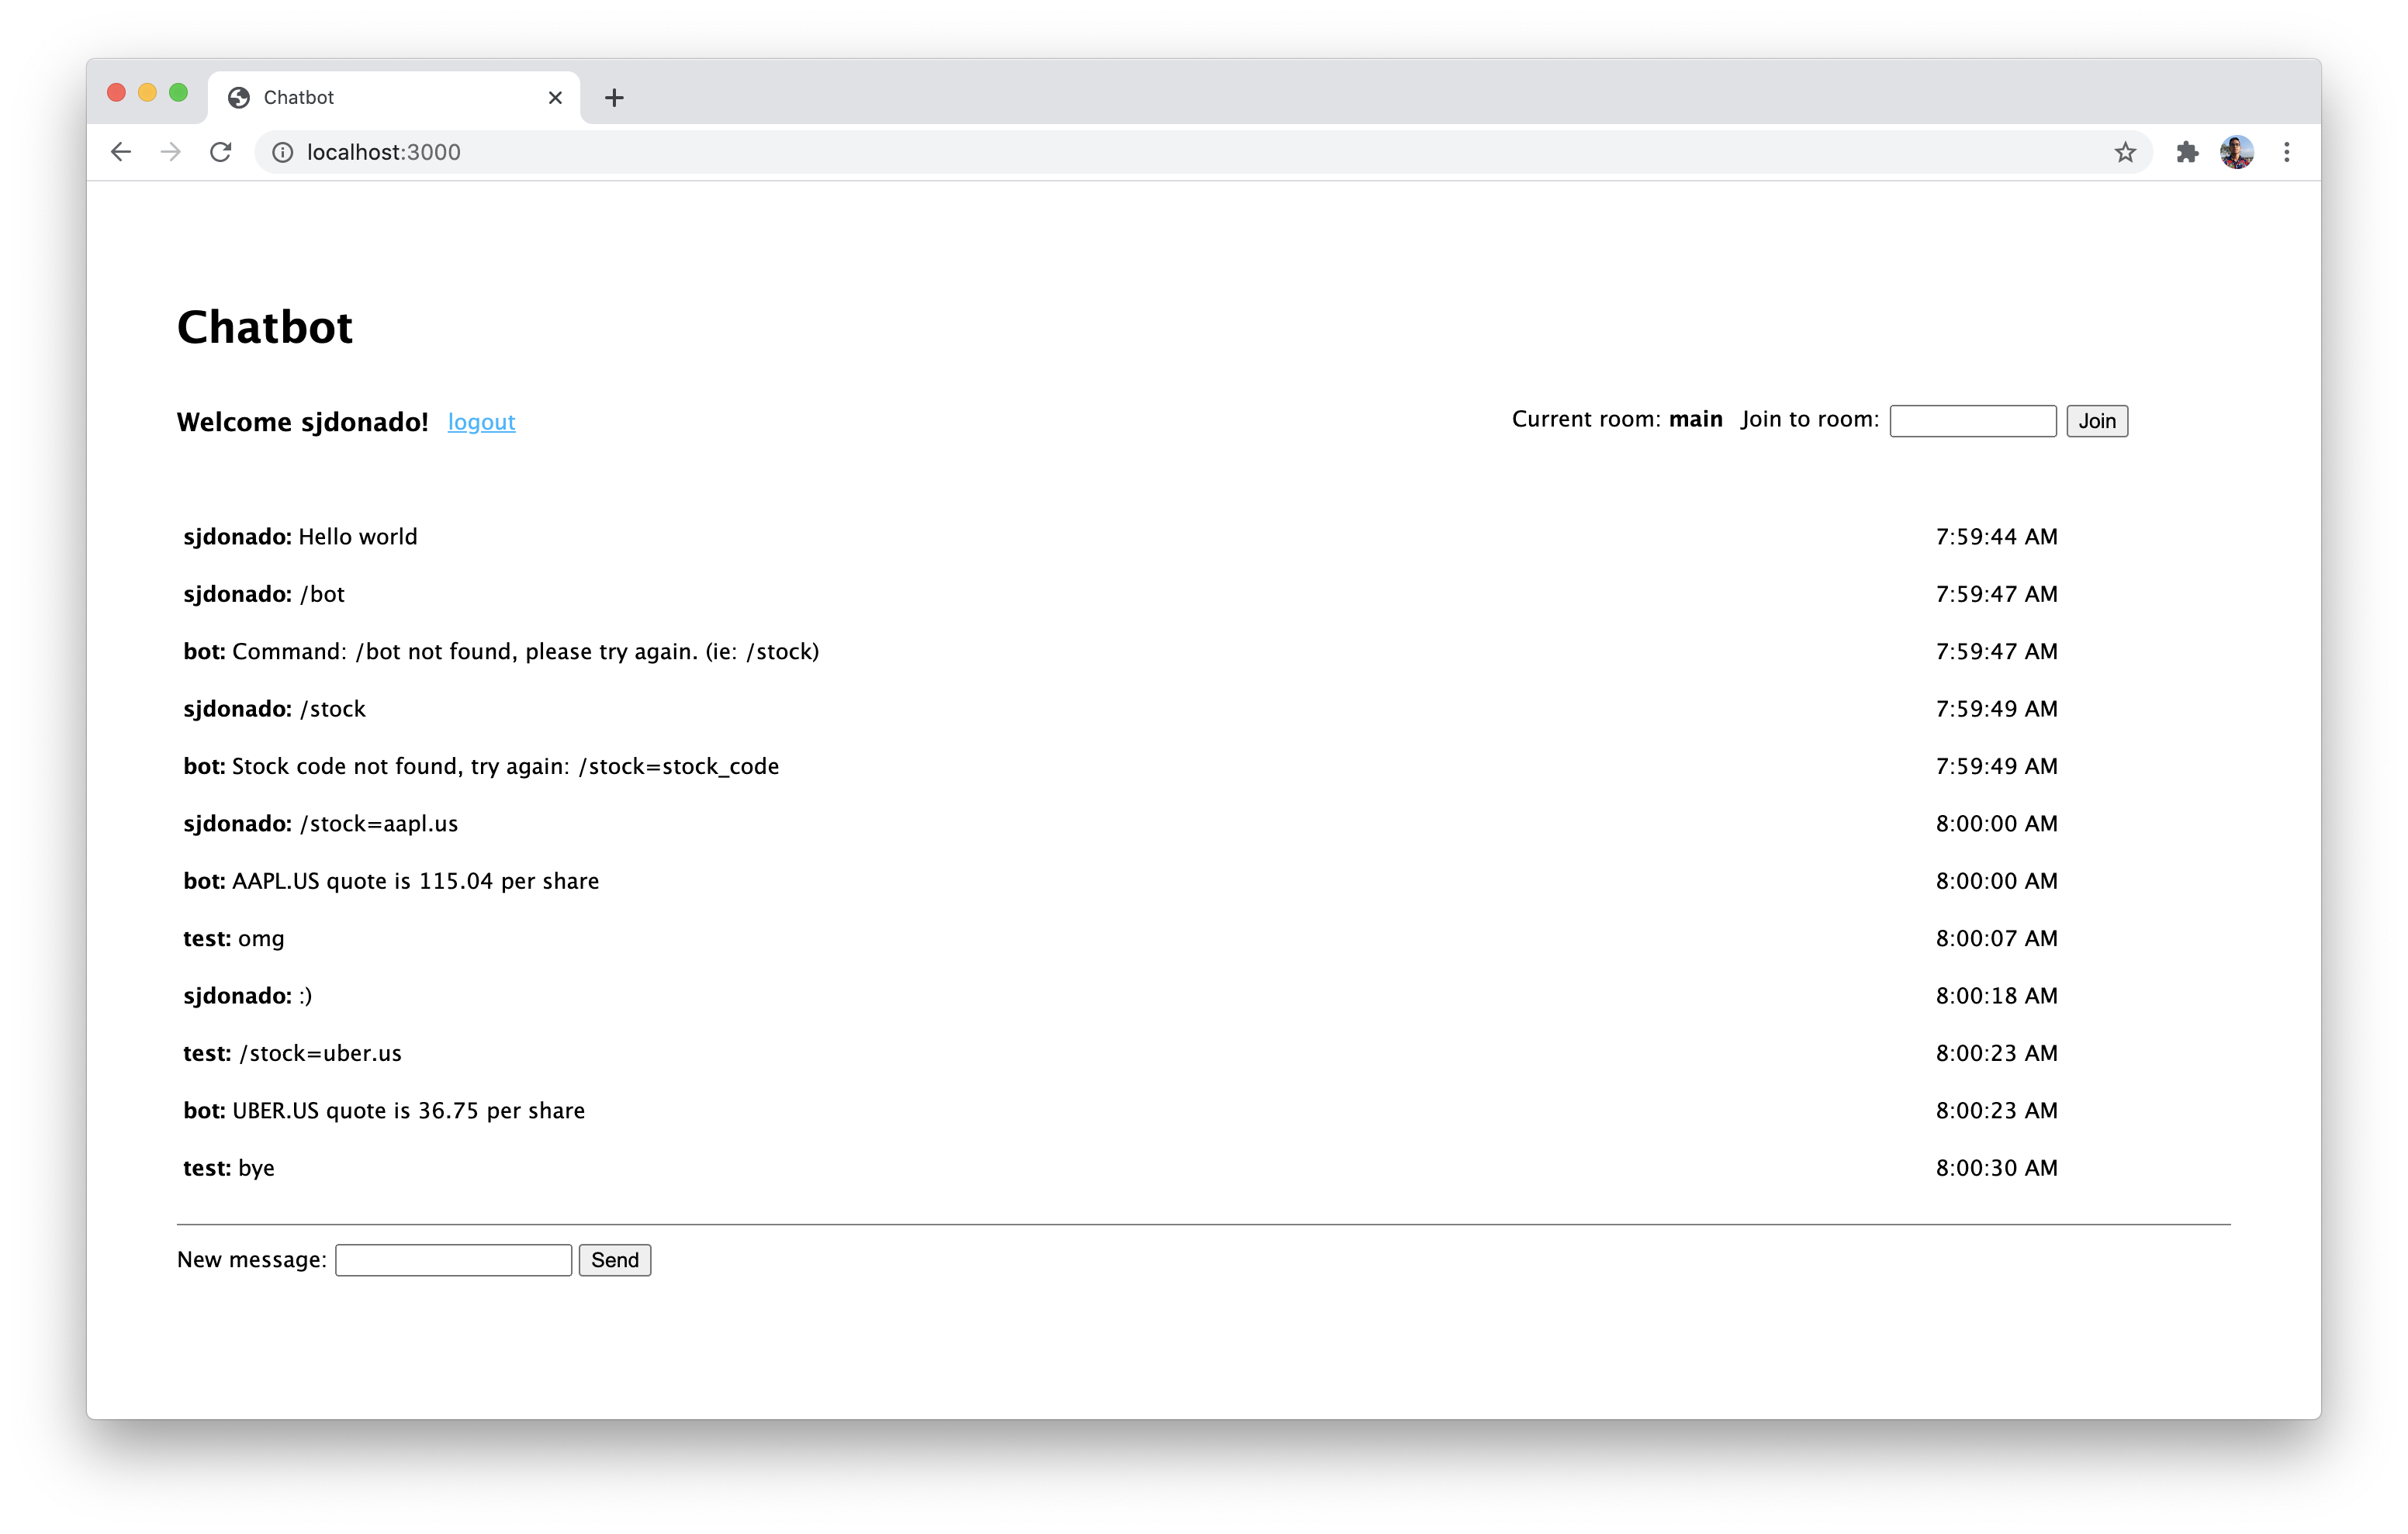 Chatbot
localhost:3000
Chatbot
Welcome sjdonado! logout
Current room: main Join to room: Join
sjdonado: Hello world 7:59:44 AM
sjdonado: /bot 7:59:47 AM
bot: Command: /bot not found, please try again. (ie: /stock) 7:59:47 AM
sjdonado: /stock 7:59:49 AM
bot: Stock code not found, try again: /stock=stock_code 7:59:49 AM
sjdonado: /stock=aapl.us 8:00:00 AM
bot: AAPL.US quote is 115.04 per share 8:00:00 AM
test: omg 8:00:07 AM
sjdonado: :) 8:00:18 AM
test: /stock=uber.us 8:00:23 AM
bot: UBER.US quote is 36.75 per share 8:00:23 AM
test: bye 8:00:30 AM
New message: Send